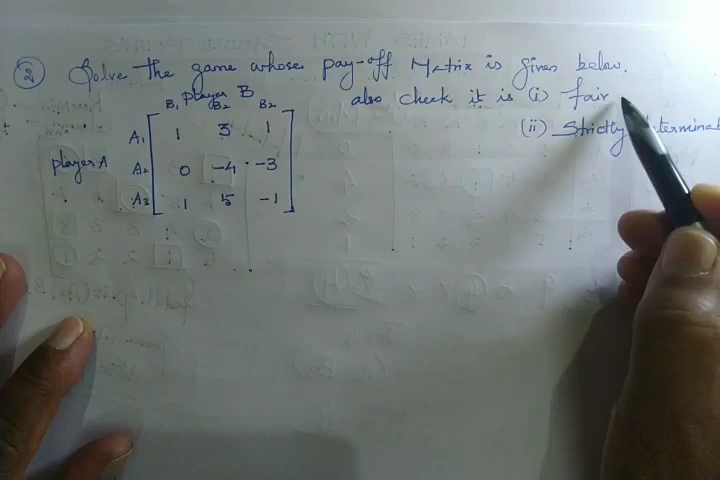 ② Solve the game whose pay-off Matrix is given below.
also check it is (i) fair
(ii) Strictly
player B
B₁ B₂ B₂
A₁ 1 3 1
player A A₂ 0 -4 -3
A₃ 1 5 -1